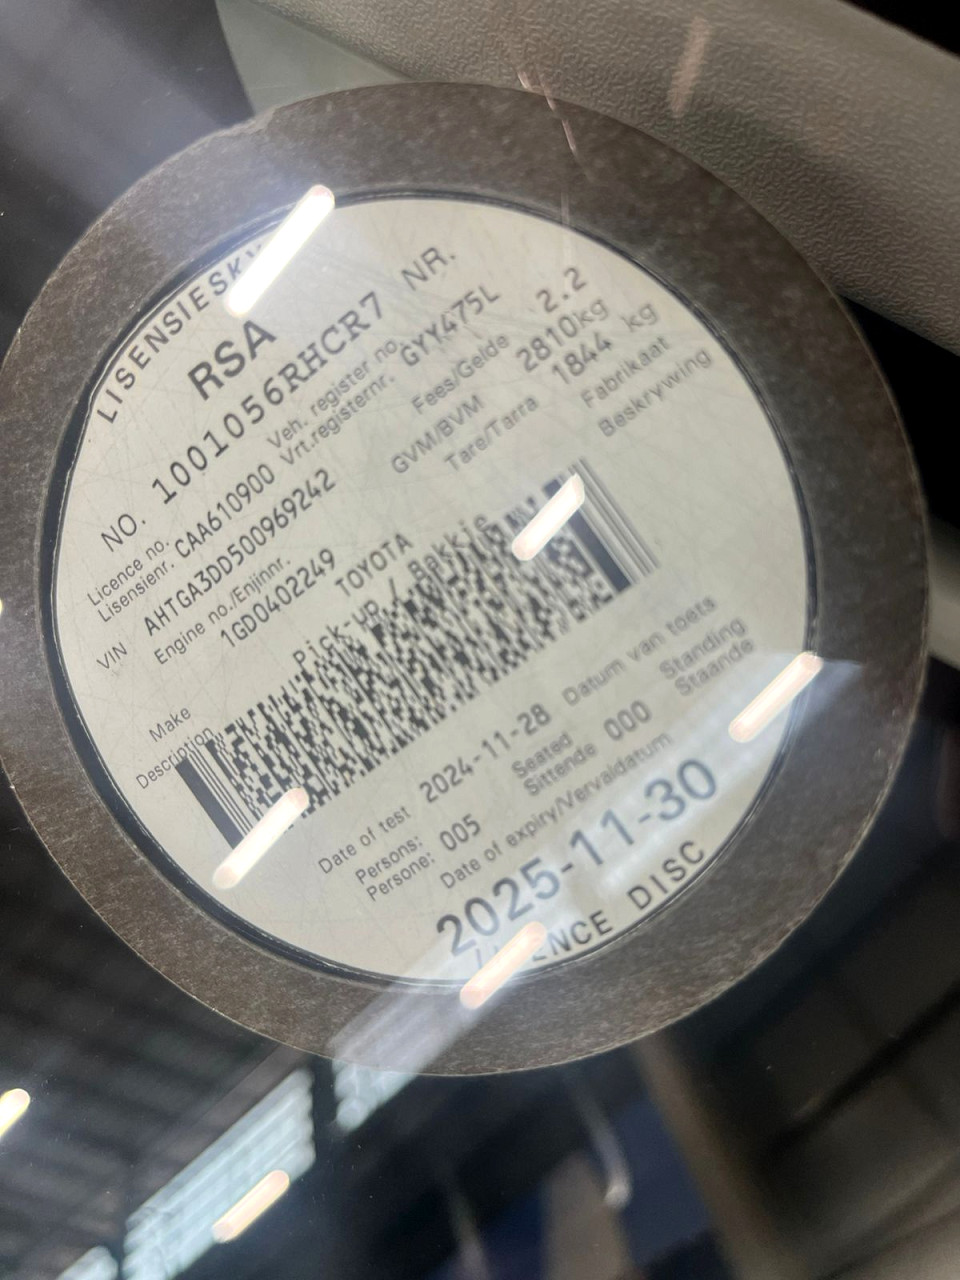 LISENSIESKY
RSA
NO. 1001056RHCR7 NR.
Licence no. Lisensienr. CAA610900 Veh. register no. Vrt.registernr. GYY475L
VIN AHTGA3DD500969242 Fees/Gelde 2.2
Engine no./Enjinnr. 1GD0402249 GVM/BVM 2810kg
Tare/Tarra 1844 kg
Make TOYOTA Fabrikaat
Description Pick-up / Bakkie Beskrywing
Date of test 2024-11-28 Datum van toets
Persons: Persone: 005 Seated Sittende 000 Standing Staande
Date of expiry/Vervaldatum
2025-11-30
DISC